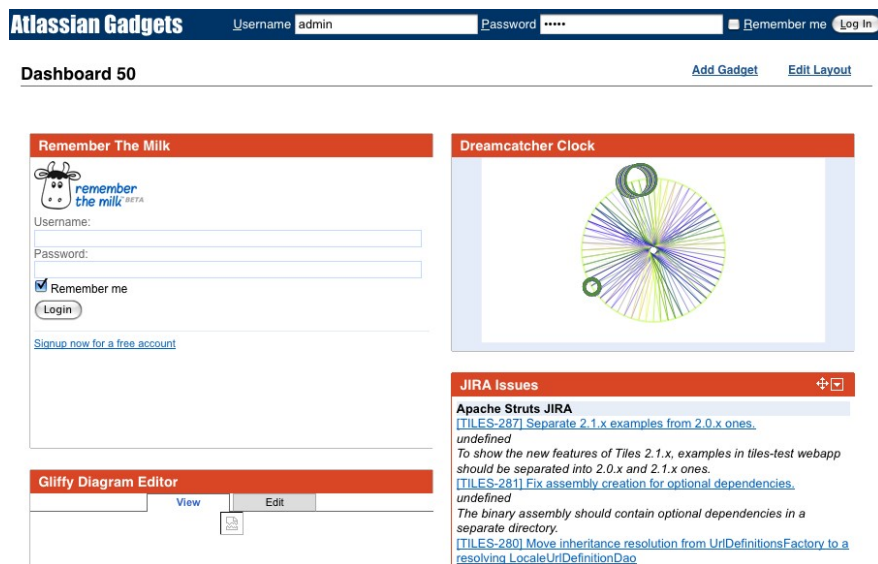 Atlassian Gadgets
Username admin Password ••••• Remember me Log In
Dashboard 50
Add Gadget Edit Layout
Remember The Milk
remember
the milk BETA
Username:
Password:
Remember me
Login
Signup now for a free account
Gliffy Diagram Editor
View Edit
Dreamcatcher Clock
JIRA Issues
Apache Struts JIRA
[TILES-287] Separate 2.1.x examples from 2.0.x ones.
undefined
To show the new features of Tiles 2.1.x, examples in tiles-test webapp
should be separated into 2.0.x and 2.1.x ones.
[TILES-281] Fix assembly creation for optional dependencies.
undefined
The binary assembly should contain optional dependencies in a
separate directory.
[TILES-280] Move inheritance resolution from UrlDefinitionsFactory to a
resolving LocaleUrlDefinitionDao